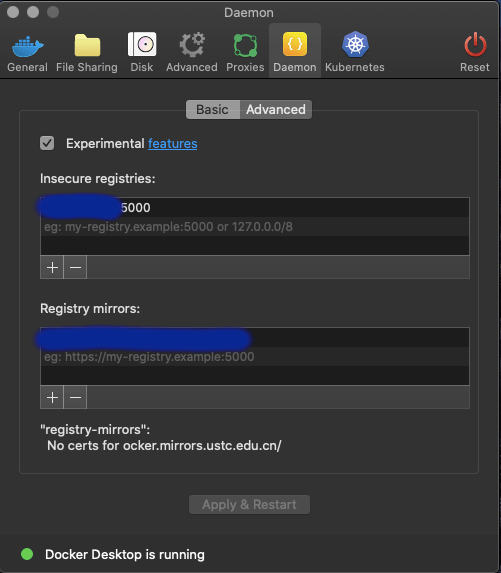 Daemon
General File Sharing Disk Advanced Proxies Daemon Kubernetes Reset
Basic Advanced
Experimental features
Insecure registries:
:5000
eg: my-registry.example:5000 or 127.0.0.0/8
Registry mirrors:
eg: https://my-registry.example:5000
"registry-mirrors":
No certs for ocker.mirrors.ustc.edu.cn/
Apply & Restart
Docker Desktop is running